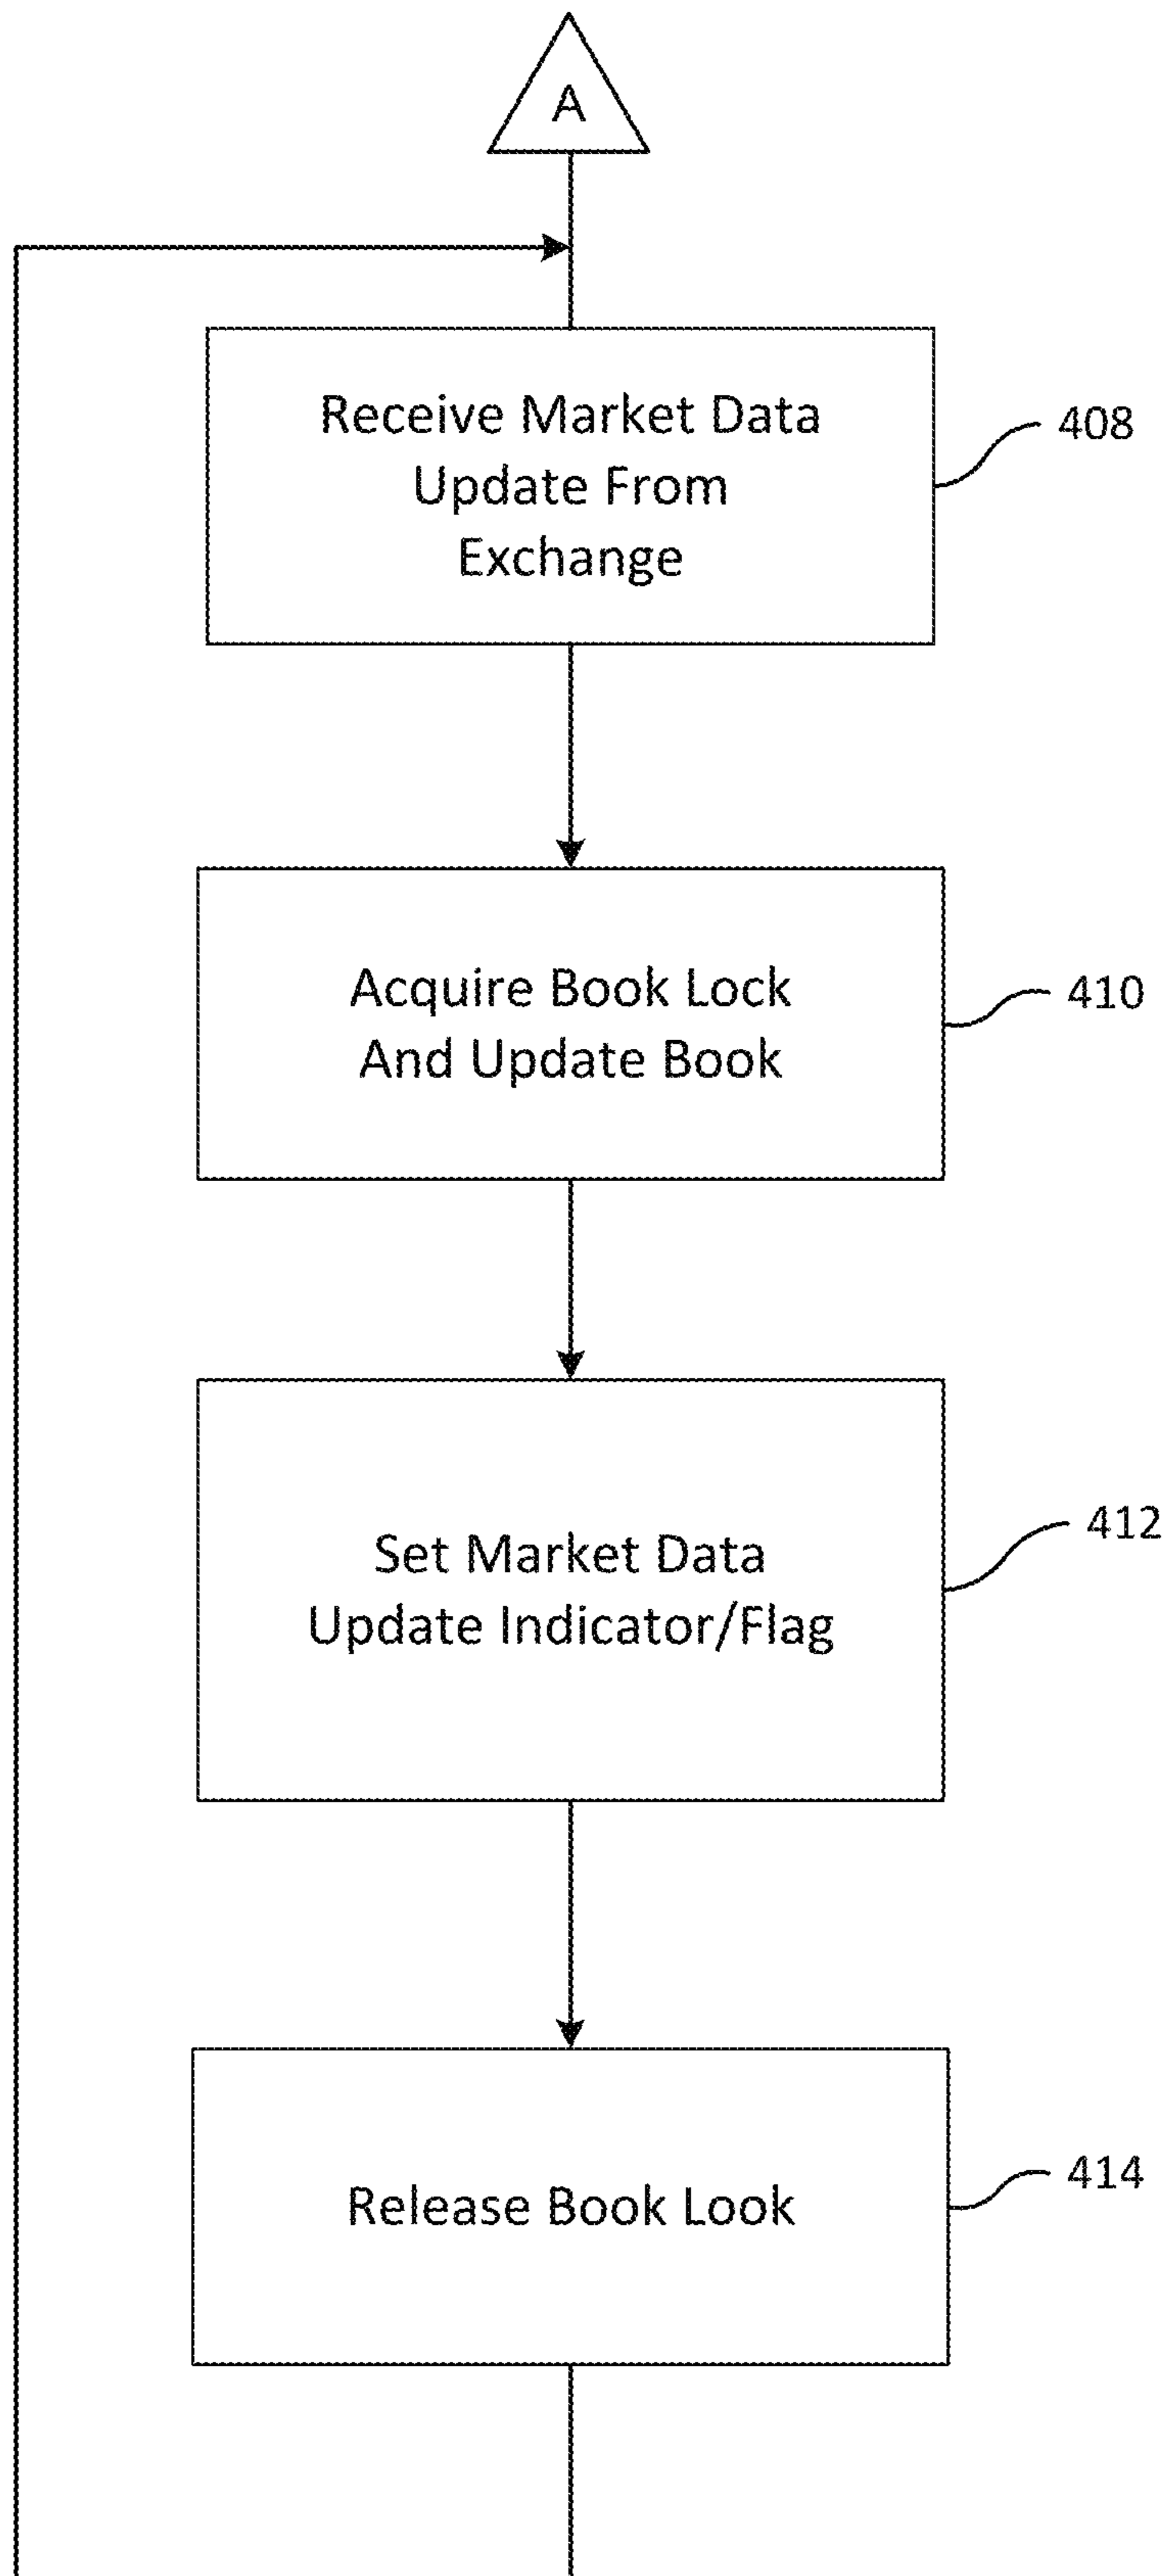 A
Receive Market Data
Update From
Exchange
408
Acquire Book Lock
And Update Book
410
Set Market Data
Update Indicator/Flag
412
Release Book Look
414